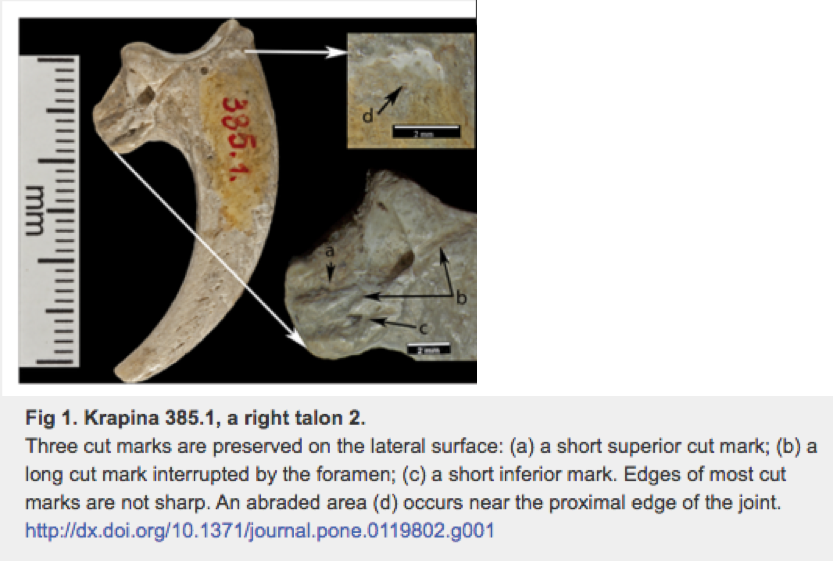 mm
385.1.
d
2 mm
a
b
c
2 mm
Fig 1. Krapina 385.1, a right talon 2.
Three cut marks are preserved on the lateral surface: (a) a short superior cut mark; (b) a
long cut mark interrupted by the foramen; (c) a short inferior mark. Edges of most cut
marks are not sharp. An abraded area (d) occurs near the proximal edge of the joint.
http://dx.doi.org/10.1371/journal.pone.0119802.g001